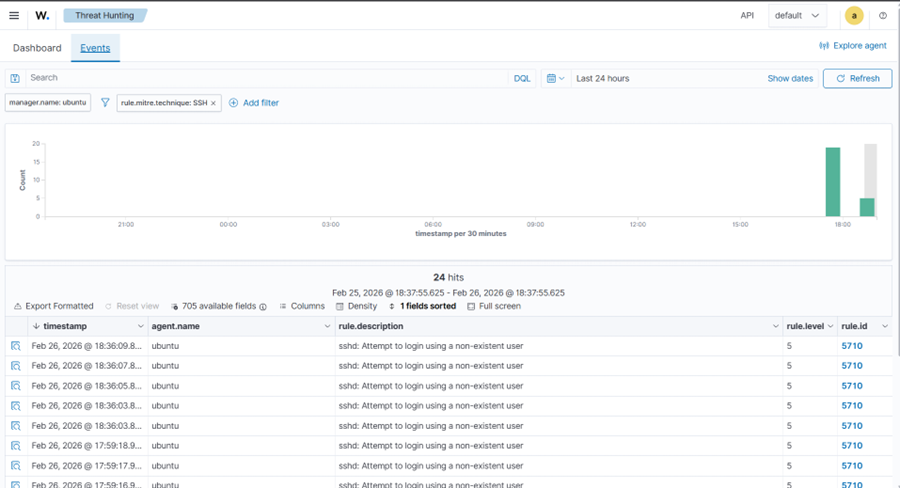 W. Threat Hunting API default a
Dashboard Events Explore agent
Search DQL Last 24 hours Show dates Refresh
manager.name: ubuntu rule.mitre.technique: SSH × Add filter
20
15
10
5
0
Count
21:00 00:00 03:00 06:00 09:00 12:00 15:00 18:00
timestamp per 30 minutes
24 hits
Feb 25, 2026 @ 18:37:55.625 - Feb 26, 2026 @ 18:37:55.625
Export Formatted Reset view 705 available fields Columns Density 1 fields sorted Full screen
timestamp agent.name rule.description rule.level rule.id
Feb 26, 2026 @ 18:36:09.8... ubuntu sshd: Attempt to login using a non-existent user 5 5710
Feb 26, 2026 @ 18:36:07.8... ubuntu sshd: Attempt to login using a non-existent user 5 5710
Feb 26, 2026 @ 18:36:05.8... ubuntu sshd: Attempt to login using a non-existent user 5 5710
Feb 26, 2026 @ 18:36:03.8... ubuntu sshd: Attempt to login using a non-existent user 5 5710
Feb 26, 2026 @ 18:36:03.8... ubuntu sshd: Attempt to login using a non-existent user 5 5710
Feb 26, 2026 @ 17:59:18.9... ubuntu sshd: Attempt to login using a non-existent user 5 5710
Feb 26, 2026 @ 17:59:17.9... ubuntu sshd: Attempt to login using a non-existent user 5 5710
Feb 26, 2026 @ 17:59:16.9... ubuntu sshd: Attempt to login using a non-existent user 5 5710